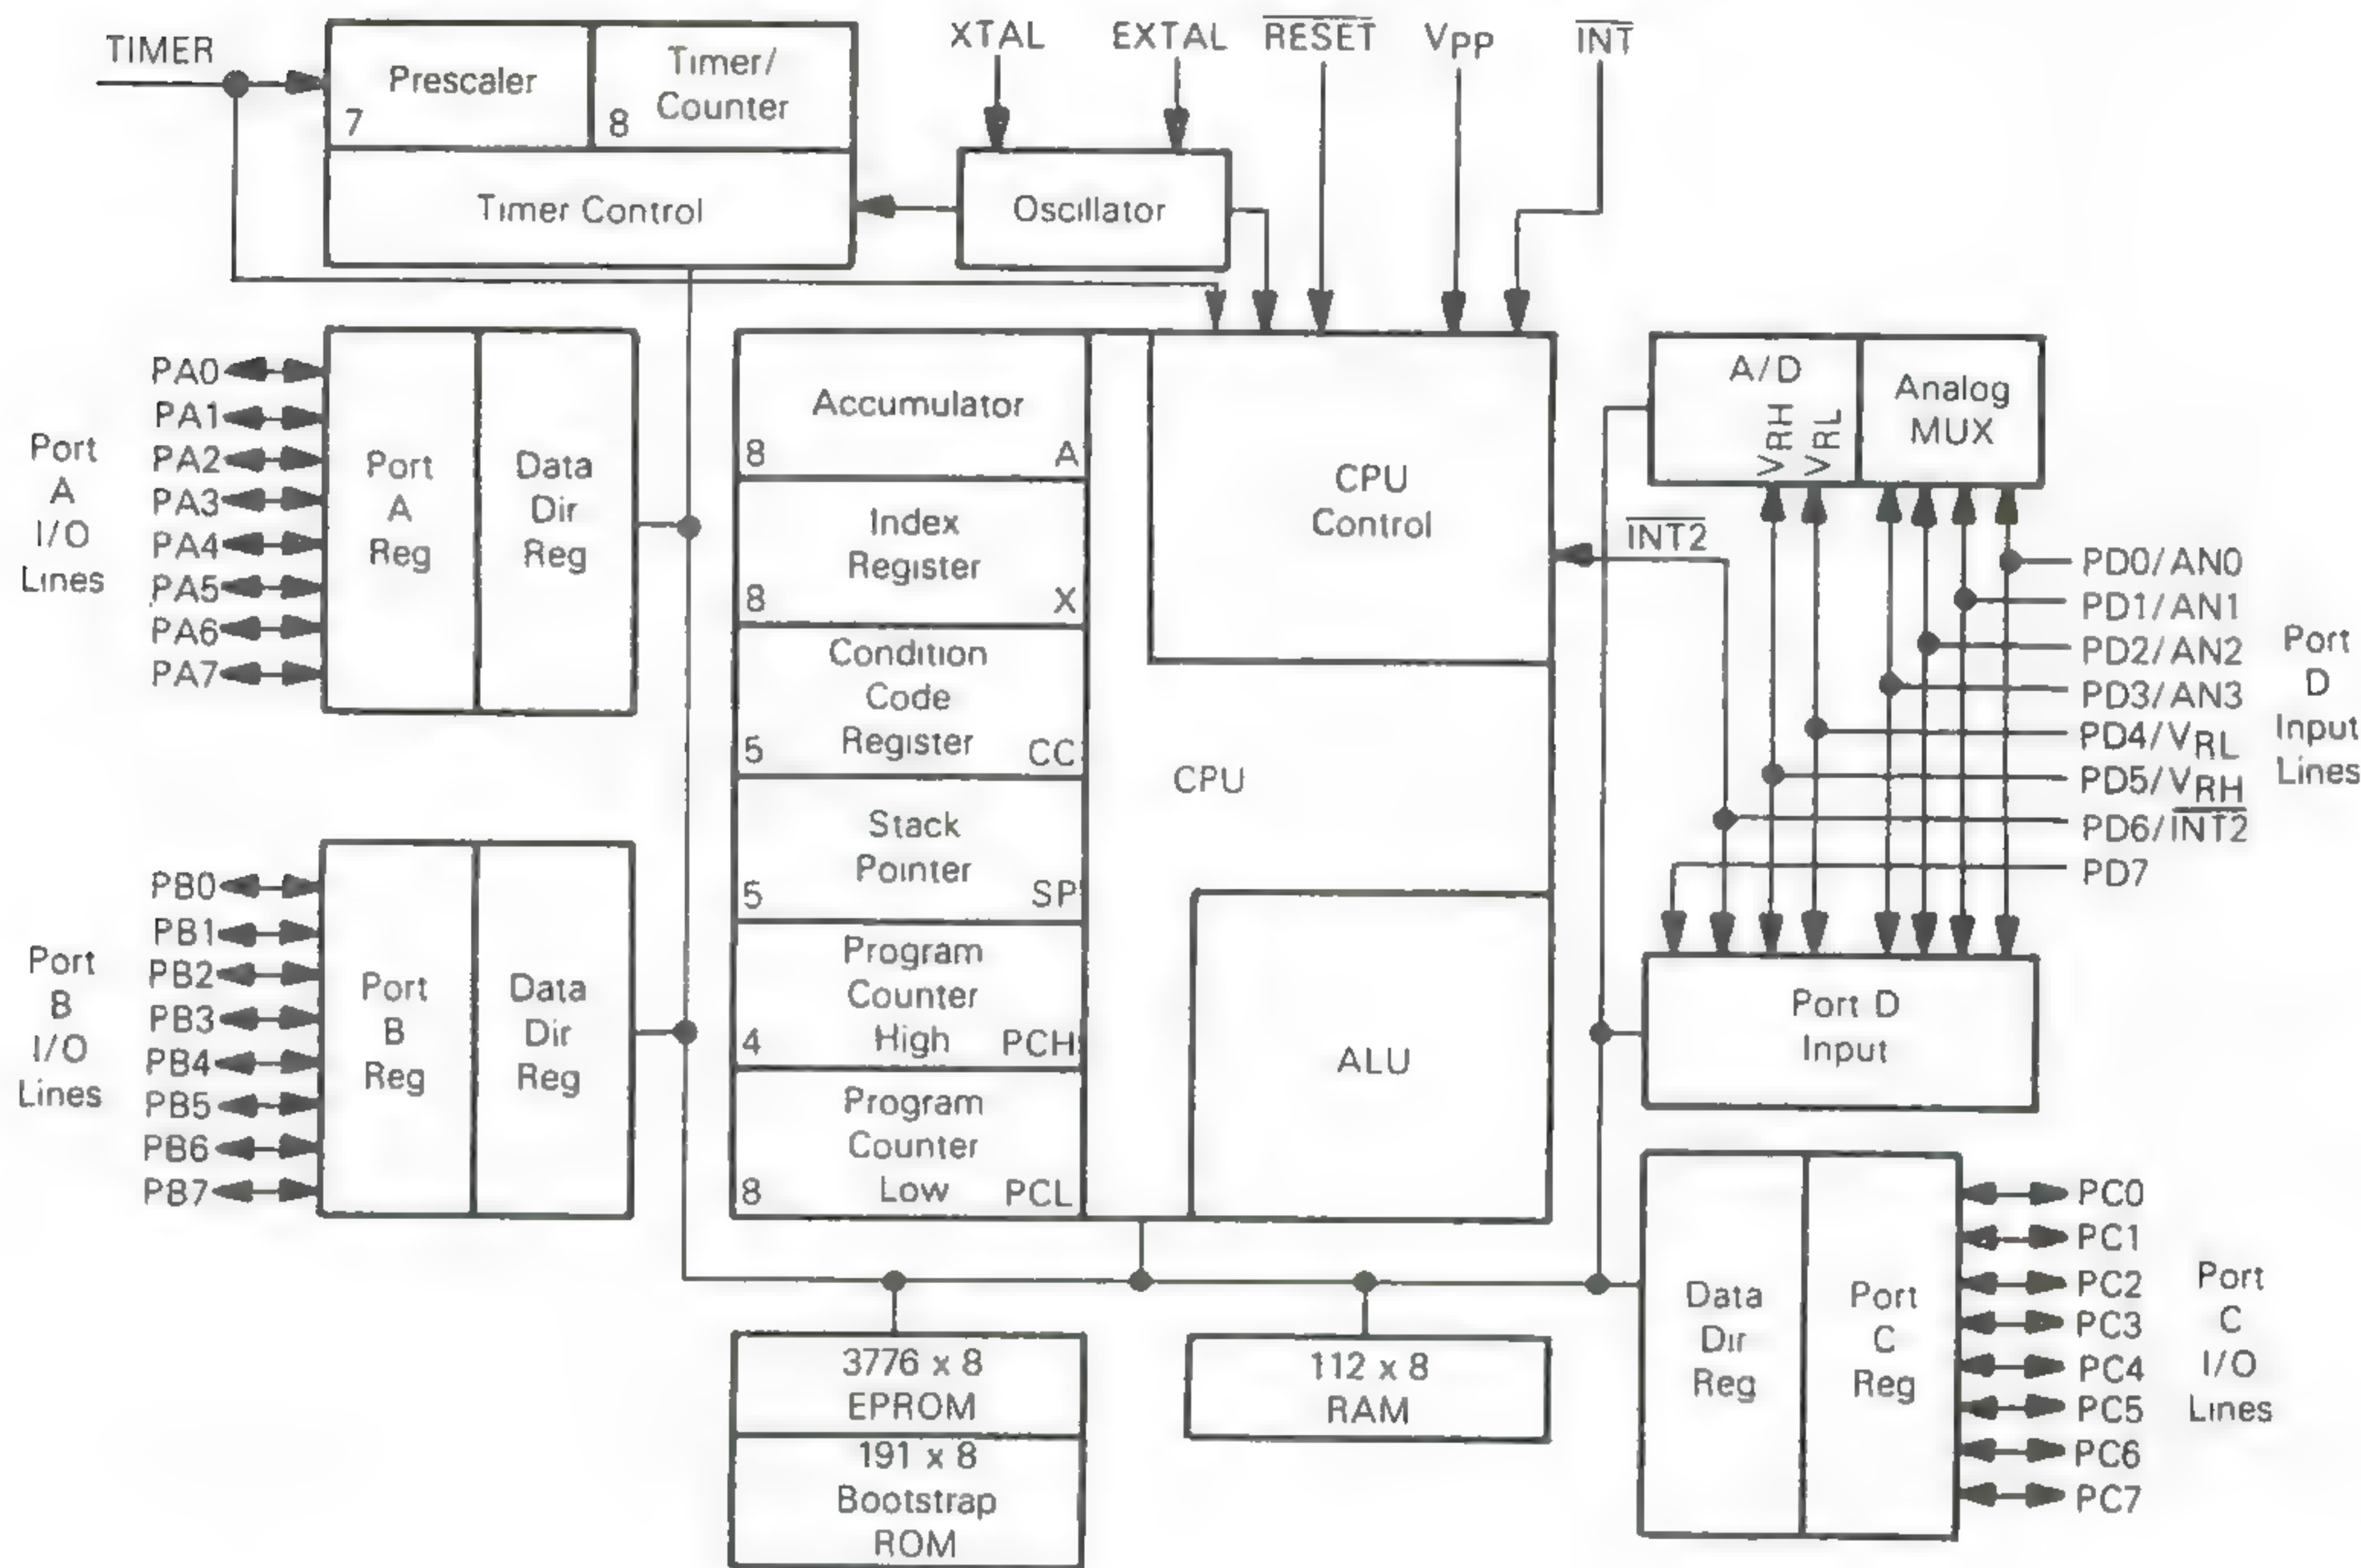 TIMER
Prescaler
7
Timer/
Counter
8
Timer Control
XTAL
EXTAL
RESET
VPP
INT
Oscillator
Port
A
I/O
Lines
PA0
PA1
PA2
PA3
PA4
PA5
PA6
PA7
Port
A
Reg
Data
Dir
Reg
Port
B
I/O
Lines
PB0
PB1
PB2
PB3
PB4
PB5
PB6
PB7
Port
B
Reg
Data
Dir
Reg
Accumulator
8 A
Index
Register
8 X
Condition
Code
Register
5 CC
Stack
Pointer
5 SP
Program
Counter
High
4 PCH
Program
Counter
Low
8 PCL
CPU
Control
CPU
ALU
INT2
A/D
VRH
VRL
Analog
MUX
PD0/AN0
PD1/AN1
PD2/AN2
PD3/AN3
PD4/VRL
PD5/VRH
PD6/INT2
PD7
Port
D
Input
Lines
Port D
Input
3776 x 8
EPROM
191 x 8
Bootstrap
ROM
112 x 8
RAM
Data
Dir
Reg
Port
C
Reg
PC0
PC1
PC2
PC3
PC4
PC5
PC6
PC7
Port
C
I/O
Lines